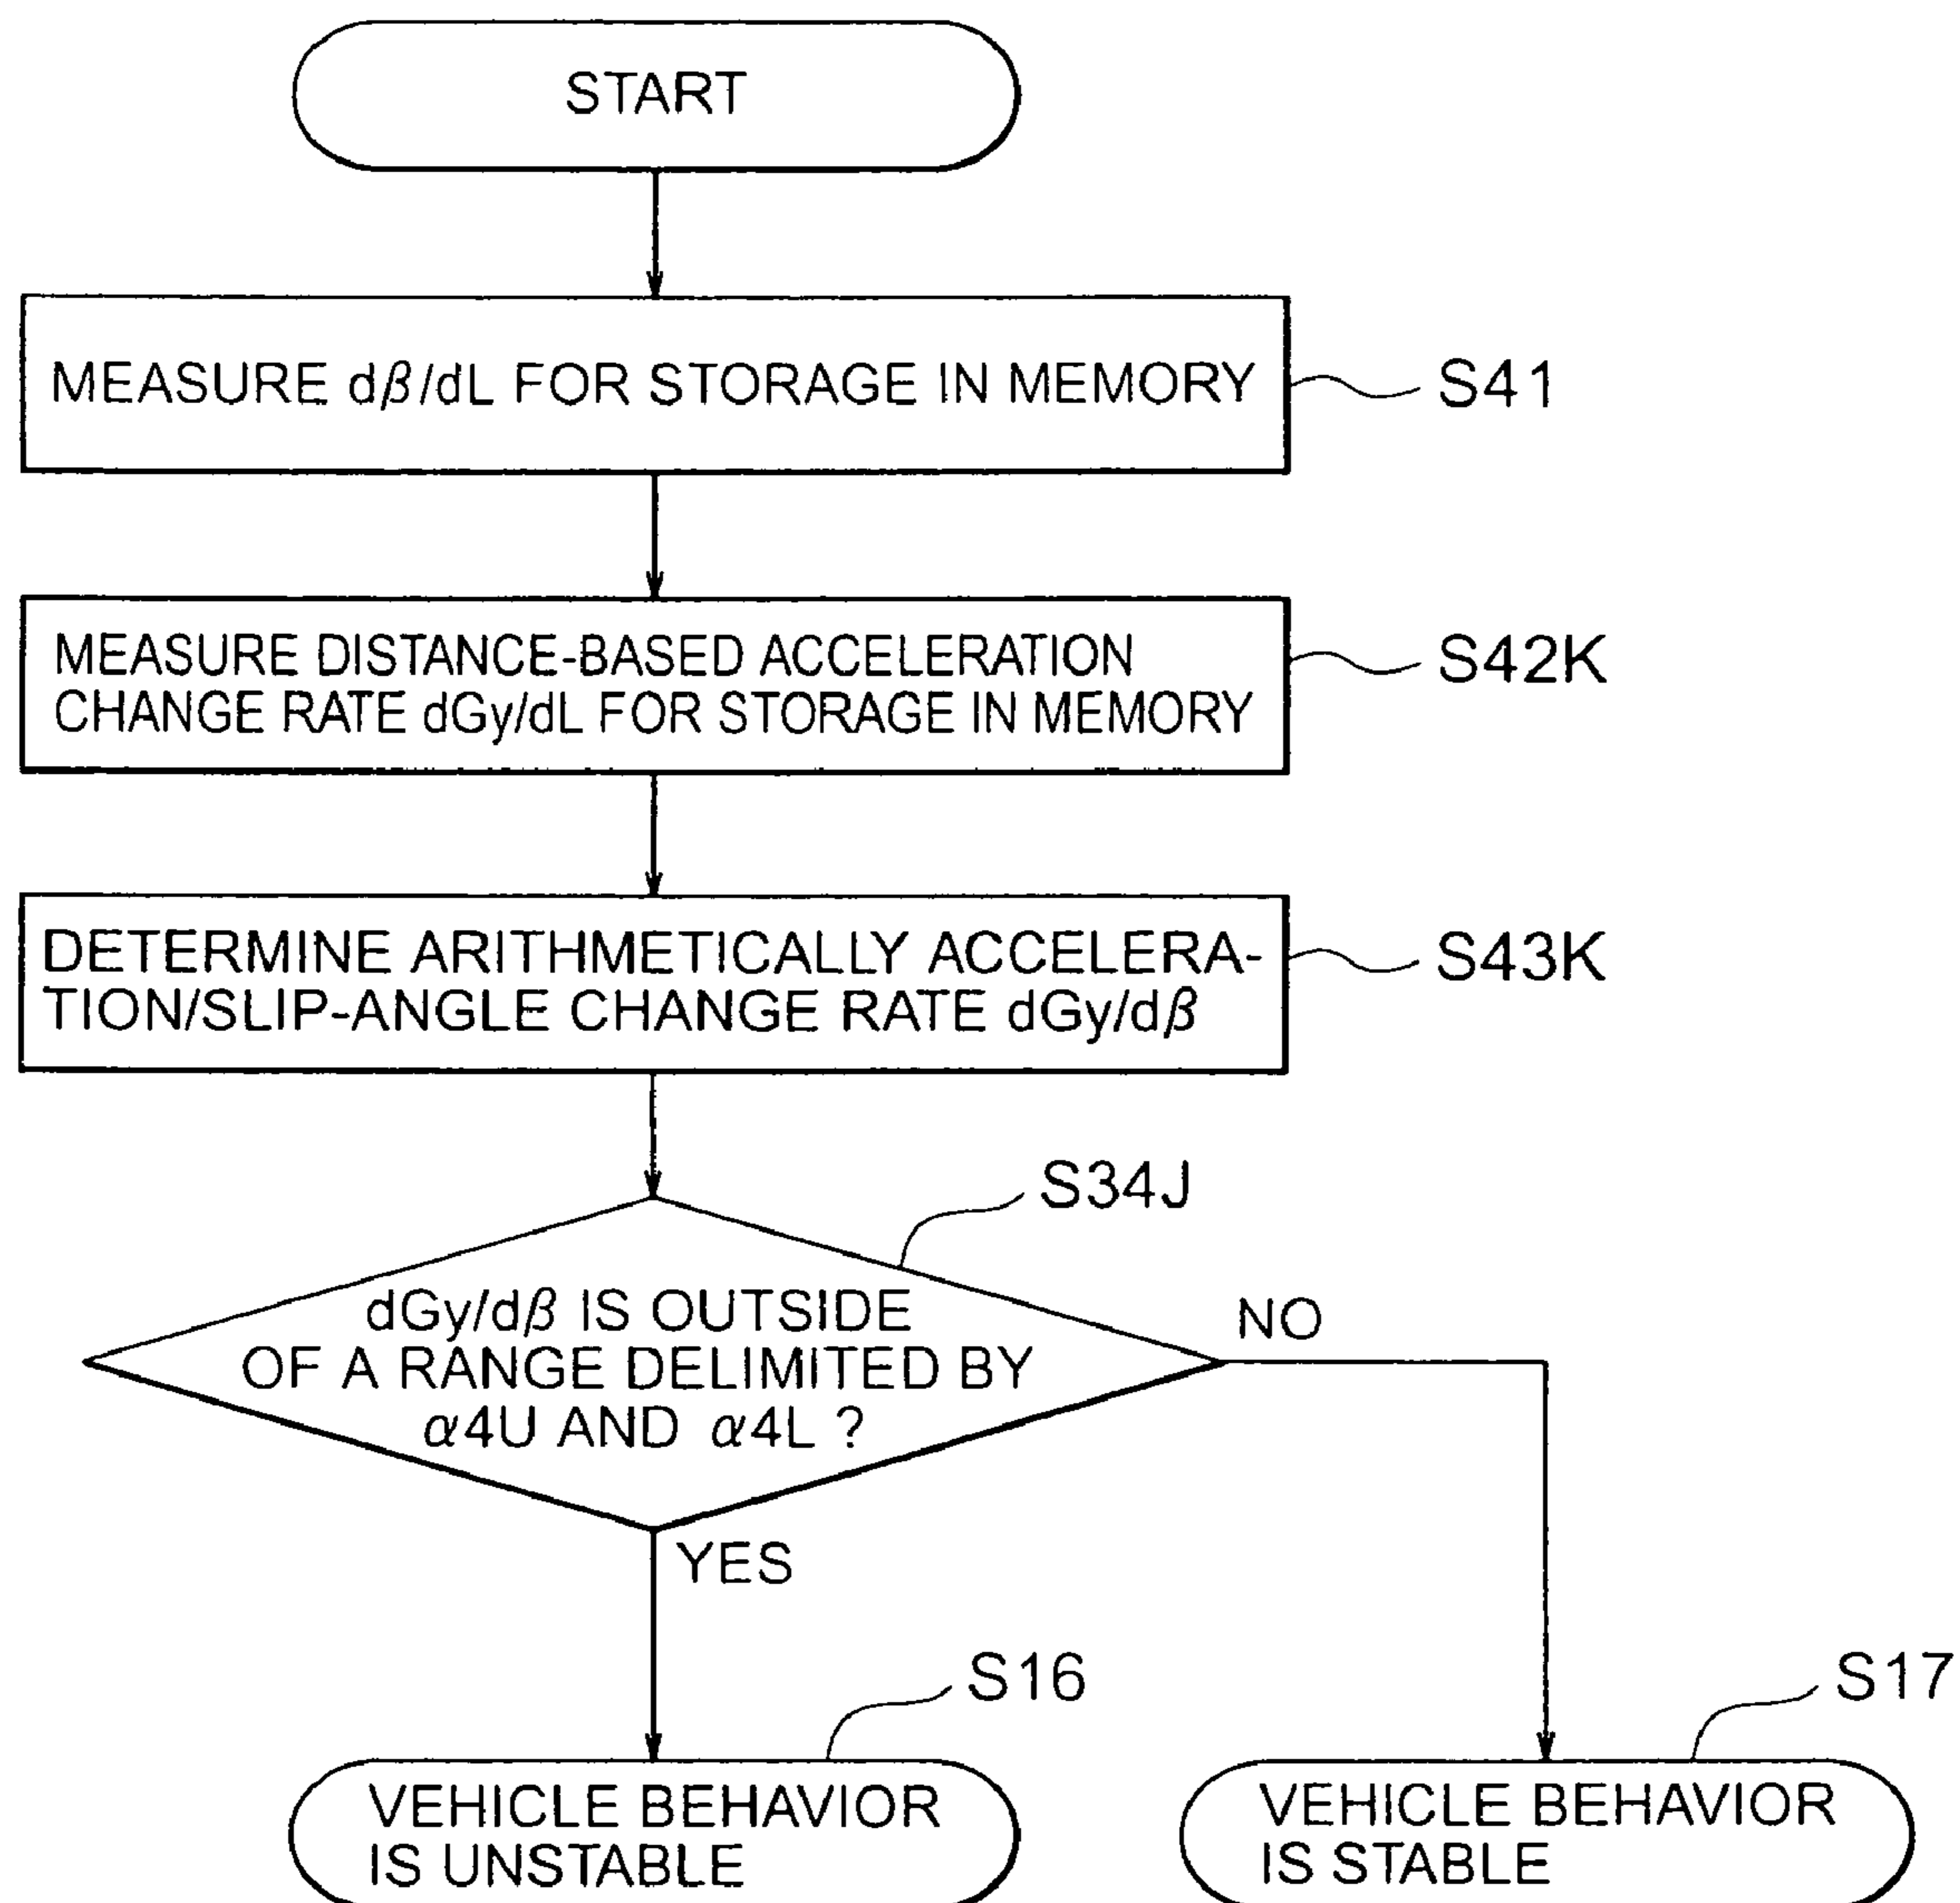 START
MEASURE dβ/dL FOR STORAGE IN MEMORY
S41
MEASURE DISTANCE-BASED ACCELERATION
CHANGE RATE dGy/dL FOR STORAGE IN MEMORY
S42K
DETERMINE ARITHMETICALLY ACCELERA-
TION/SLIP-ANGLE CHANGE RATE dGy/dβ
S43K
S34J
dGy/dβ IS OUTSIDE
OF A RANGE DELIMITED BY
α4U AND α4L ?
NO
YES
S16
VEHICLE BEHAVIOR
IS UNSTABLE
S17
VEHICLE BEHAVIOR
IS STABLE